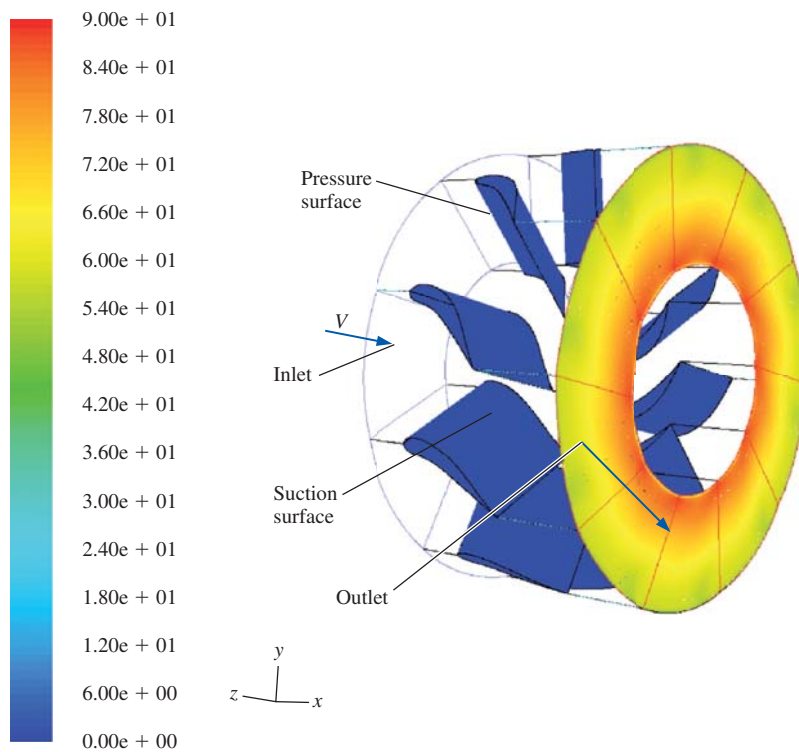 9.00e + 01
8.40e + 01
7.80e + 01
7.20e + 01
6.60e + 01
6.00e + 01
5.40e + 01
4.80e + 01
4.20e + 01
3.60e + 01
3.00e + 01
2.40e + 01
1.80e + 01
1.20e + 01
6.00e + 00
0.00e + 00
Pressure
surface
V
Inlet
Suction
surface
Outlet
y
z
x